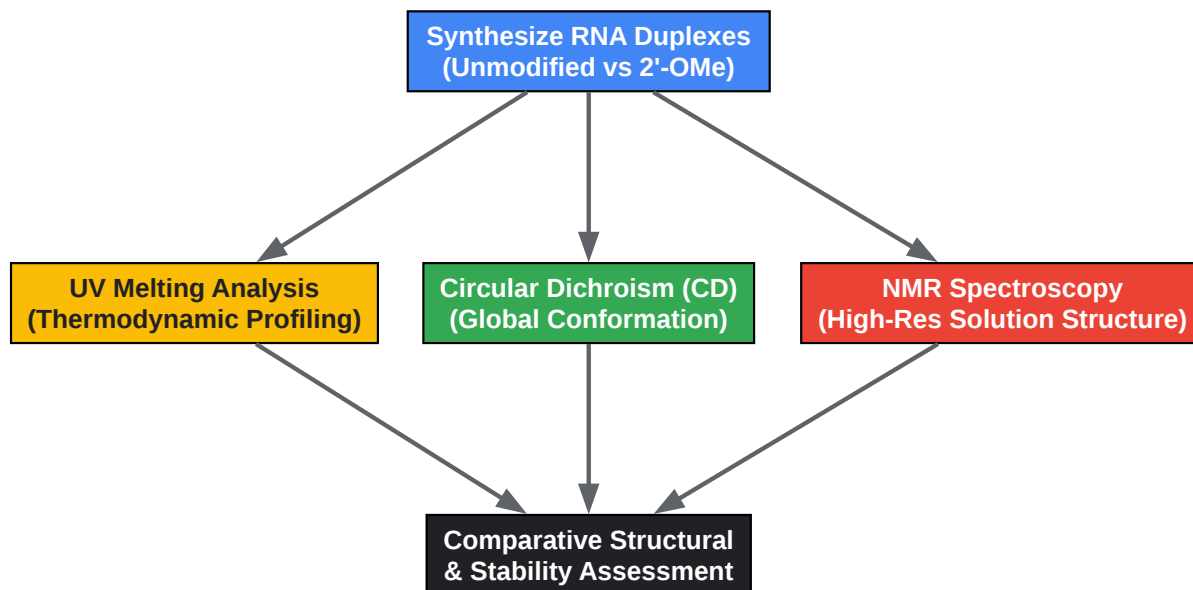 Synthesize RNA Duplexes
(Unmodified vs 2'-OMe)
UV Melting Analysis
(Thermodynamic Profiling)
Circular Dichroism (CD)
(Global Conformation)
NMR Spectroscopy
(High-Res Solution Structure)
Comparative Structural
& Stability Assessment